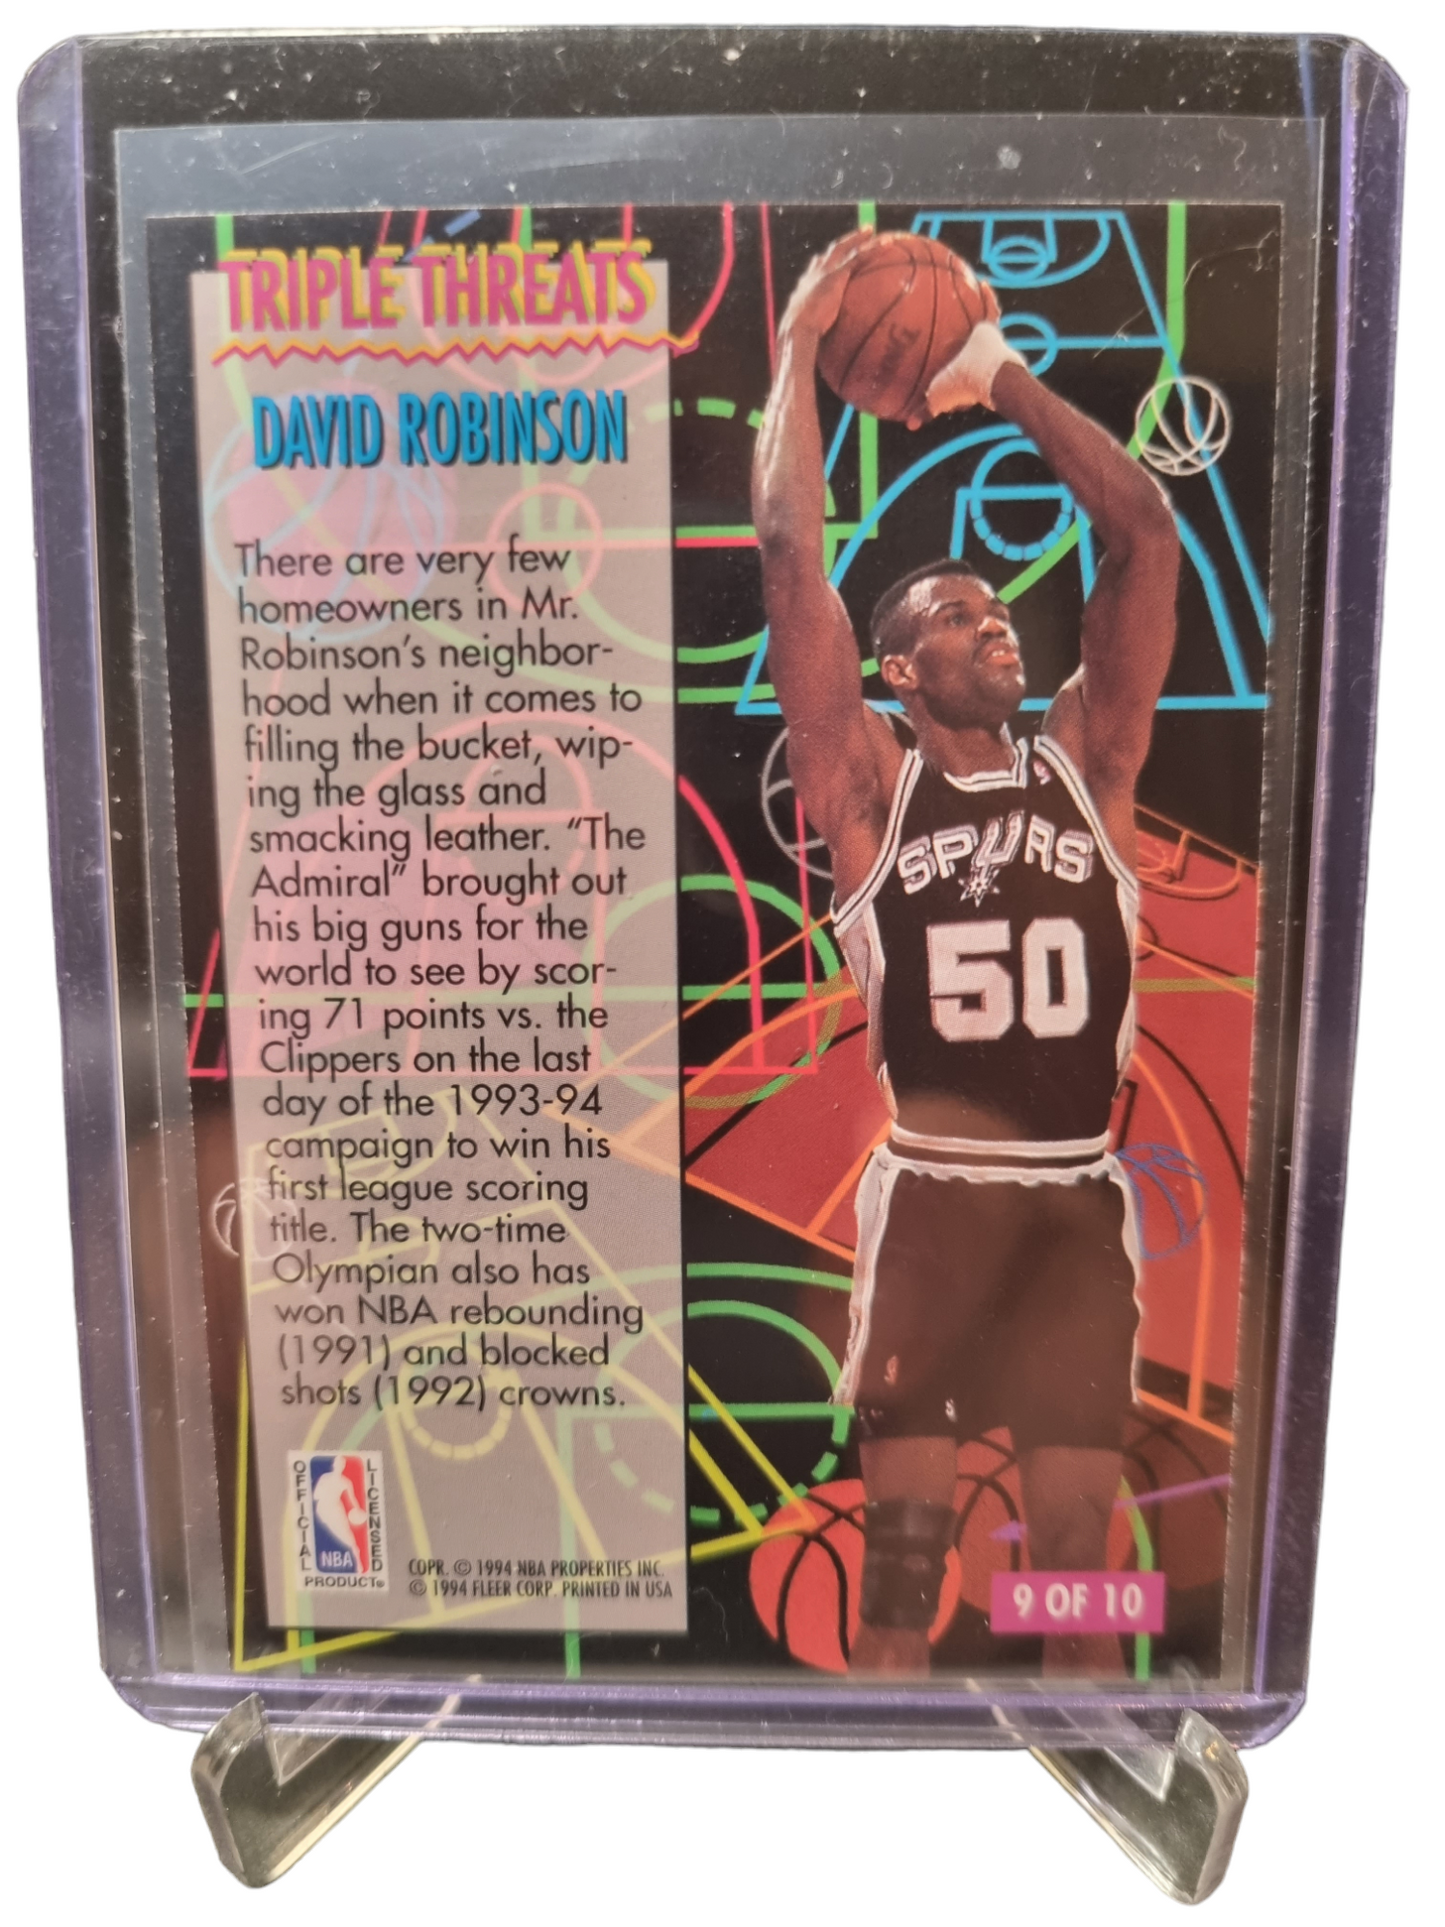 TRIPLE THREATS
DAVID ROBINSON
There are very few
homeowners in Mr.
Robinson's neighbor-
hood when it comes to
filling the bucket, wip-
ing the glass and
smacking leather. "The
Admiral" brought out
his big guns for the
world to see by scor-
ing 71 points vs. the
Clippers on the last
day of the 1993-94
campaign to win his
first league scoring
title. The two-time
Olympian also has
won NBA rebounding
(1991) and blocked
shots (1992) crowns.
OFFICIAL
LICENSED
NBA
PRODUCT®
COPR. © 1994 NBA PROPERTIES INC.
© 1994 FLEER CORP. PRINTED IN USA
SPURS
50
9 OF 10